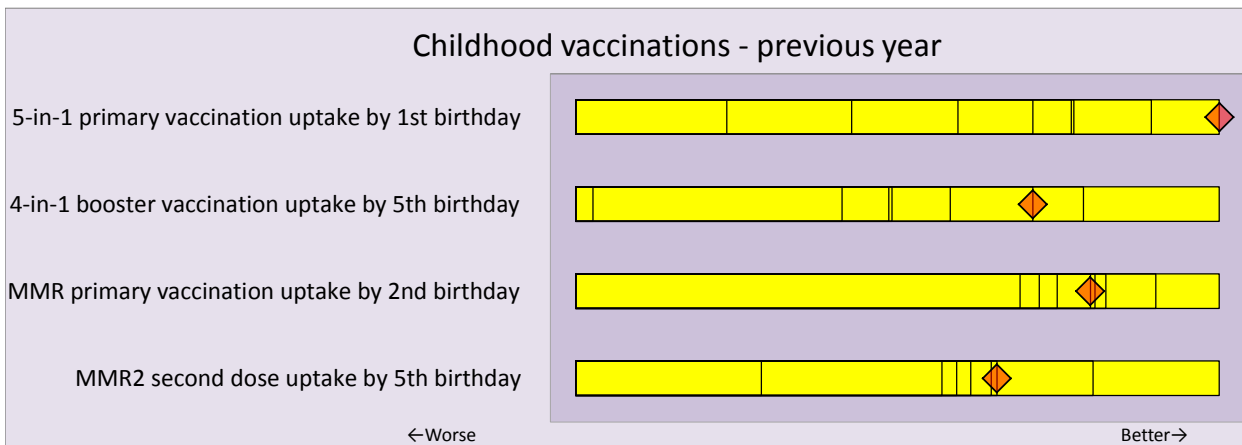 Childhood vaccinations - previous year
5-in-1 primary vaccination uptake by 1st birthday
4-in-1 booster vaccination uptake by 5th birthday
MMR primary vaccination uptake by 2nd birthday
MMR2 second dose uptake by 5th birthday
←Worse Better→